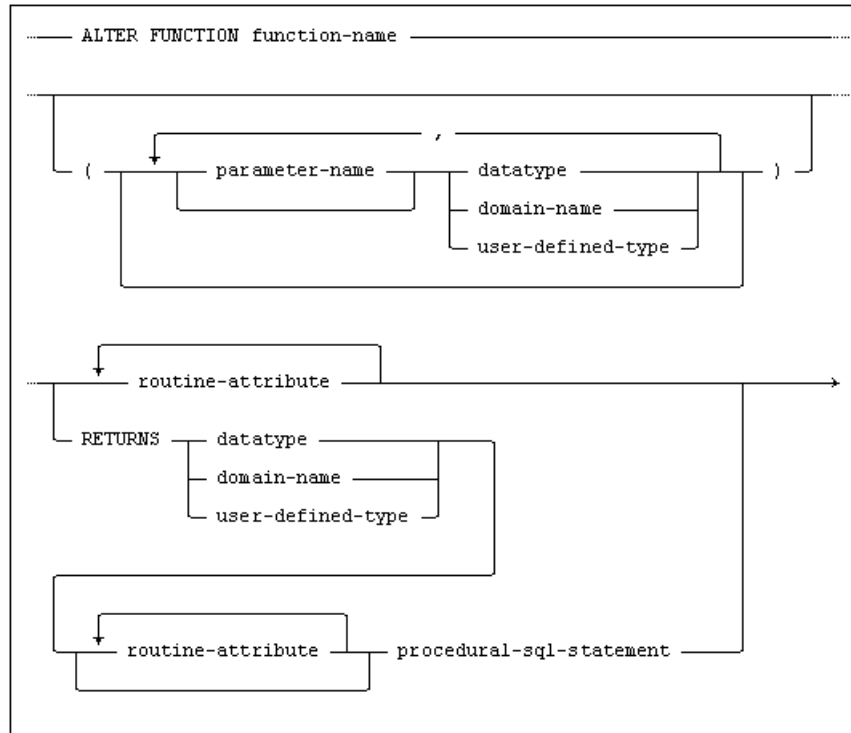 ALTER FUNCTION function-name
,
( parameter-name datatype )
domain-name
user-defined-type
routine-attribute
RETURNS datatype
domain-name
user-defined-type
routine-attribute procedural-sql-statement